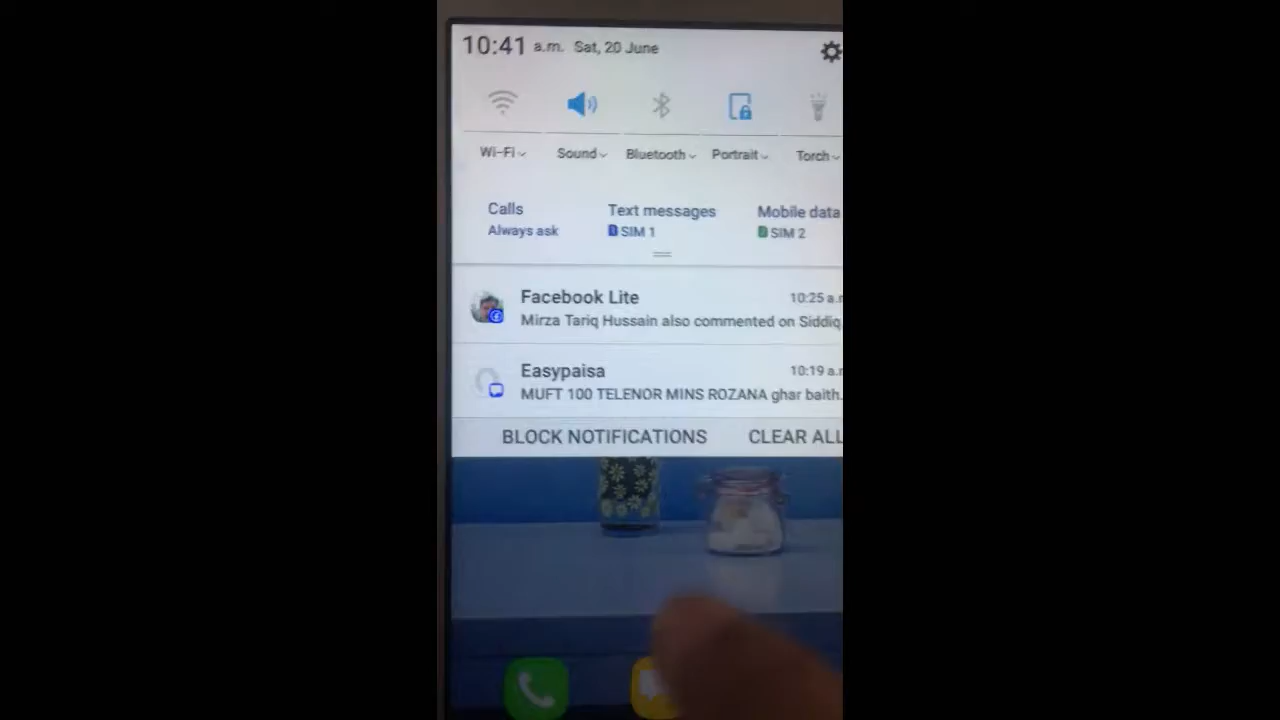 10:41 a.m. Sat, 20 June
Wi-Fi Sound Bluetooth Portrait Torch
Calls Text messages Mobile data
Always ask SIM 1 SIM 2
Facebook Lite 10:25 a.
Mirza Tariq Hussain also commented on Siddiq
Easypaisa 10:19 a.
MUFT 100 TELENOR MINS ROZANA ghar baith.
BLOCK NOTIFICATIONS CLEAR ALL